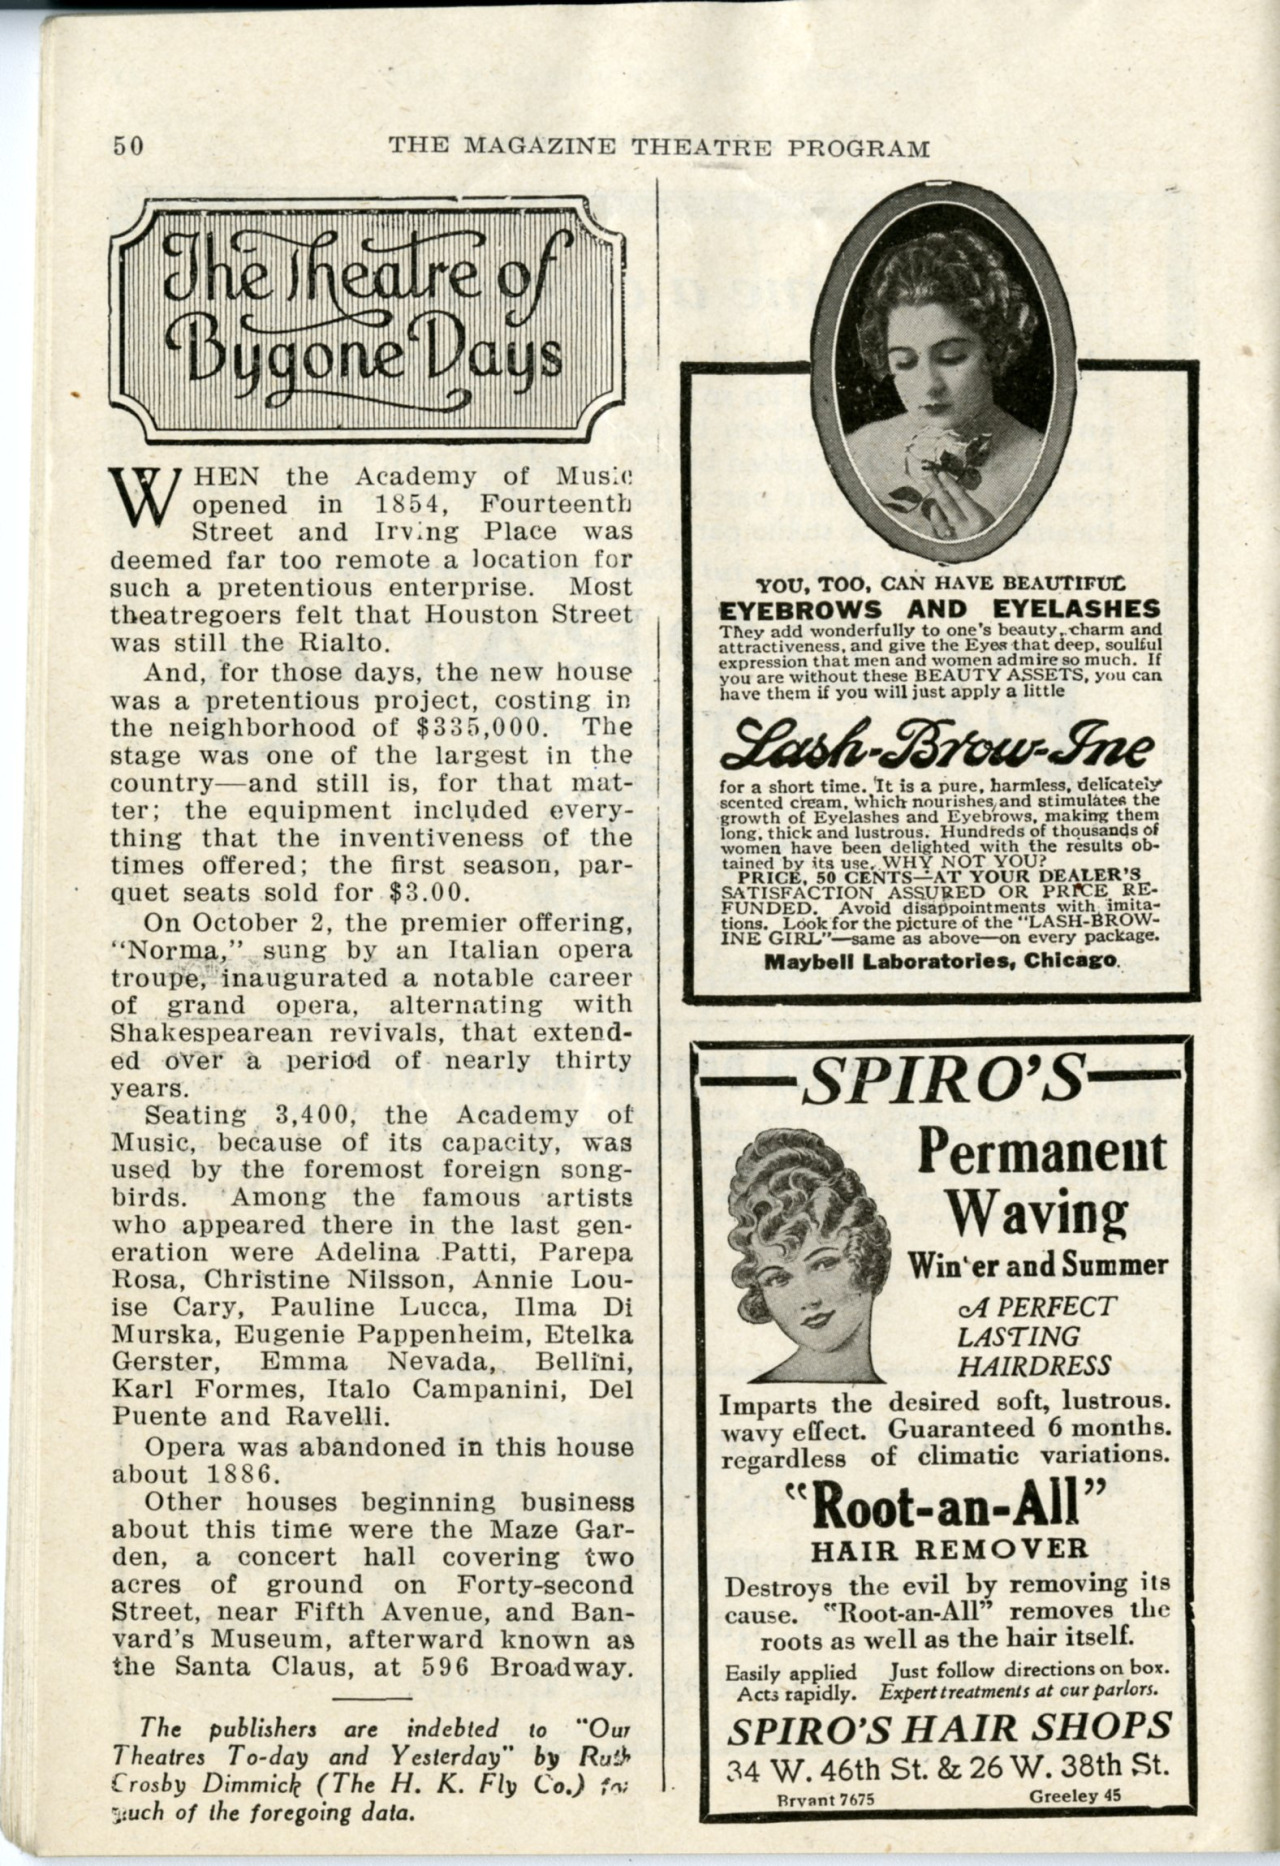 50
THE MAGAZINE THEATRE PROGRAM
The Theatre of
Bygone Days
WHEN the Academy of Music
opened in 1854, Fourteenth
Street and Irving Place was
deemed far too remote a location for
such a pretentious enterprise. Most
theatregoers felt that Houston Street
was still the Rialto.
And, for those days, the new house
was a pretentious project, costing in
the neighborhood of $335,000. The
stage was one of the largest in the
country—and still is, for that mat-
ter; the equipment included every-
thing that the inventiveness of the
times offered; the first season, par-
quet seats sold for $3.00.
On October 2, the premier offering,
"Norma," sung by an Italian opera
troupe, inaugurated a notable career
of grand opera, alternating with
Shakespearean revivals, that extend-
ed over a period of nearly thirty
years.
Seating 3,400, the Academy of
Music, because of its capacity, was
used by the foremost foreign song-
birds. Among the famous artists
who appeared there in the last gen-
eration were Adelina Patti, Parepa
Rosa, Christine Nilsson, Annie Lou-
ise Cary, Pauline Lucca, Ilma Di
Murska, Eugenie Pappenheim, Etelka
Gerster, Emma Nevada, Bellini,
Karl Formes, Italo Campanini, Del
Puente and Ravelli.
Opera was abandoned in this house
about 1886.
Other houses beginning business
about this time were the Maze Gar-
den, a concert hall covering two
acres of ground on Forty-second
Street, near Fifth Avenue, and Ban-
vard's Museum, afterward known as
the Santa Claus, at 596 Broadway.
The publishers are indebted to "Our
Theatres To-day and Yesterday" by Ruth
Crosby Dimmick (The H. K. Fly Co.) for
much of the foregoing data.
YOU, TOO, CAN HAVE BEAUTIFUL
EYEBROWS AND EYELASHES
They add wonderfully to one's beauty, charm and
attractiveness, and give the Eyes that deep, soulful
expression that men and women admire so much. If
you are without these BEAUTY ASSETS, you can
have them if you will just apply a little
Lash-Brow-Ine
for a short time. It is a pure, harmless, delicately
scented cream, which nourishes and stimulates the
growth of Eyelashes and Eyebrows, making them
long, thick and lustrous. Hundreds of thousands of
women have been delighted with the results ob-
tained by its use. WHY NOT YOU?
PRICE, 50 CENTS—AT YOUR DEALER'S
SATISFACTION ASSURED OR PRICE RE-
FUNDED. Avoid disappointments with imita-
tions. Look for the picture of the "LASH-BROW-
INE GIRL"—same as above—on every package.
Maybell Laboratories, Chicago.
SPIRO'S
Permanent
Waving
Winter and Summer
A PERFECT
LASTING
HAIRDRESS
Imparts the desired soft, lustrous.
wavy effect. Guaranteed 6 months.
regardless of climatic variations.
"Root-an-All"
HAIR REMOVER
Destroys the evil by removing its
cause. "Root-an-All" removes the
roots as well as the hair itself.
Easily applied Just follow directions on box.
Acts rapidly. Expert treatments at our parlors.
SPIRO'S HAIR SHOPS
34 W. 46th St. & 26 W. 38th St.
Bryant 7675 Greeley 45